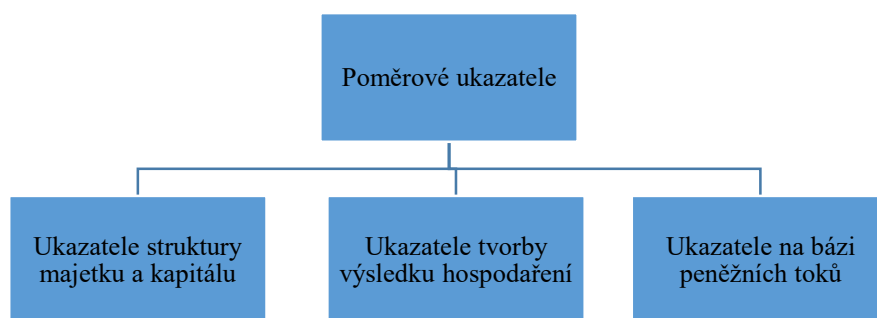 Poměrové ukazatele
Ukazatele struktury
majetku a kapitálu
Ukazatele tvorby
výsledku hospodaření
Ukazatele na bázi
peněžních toků